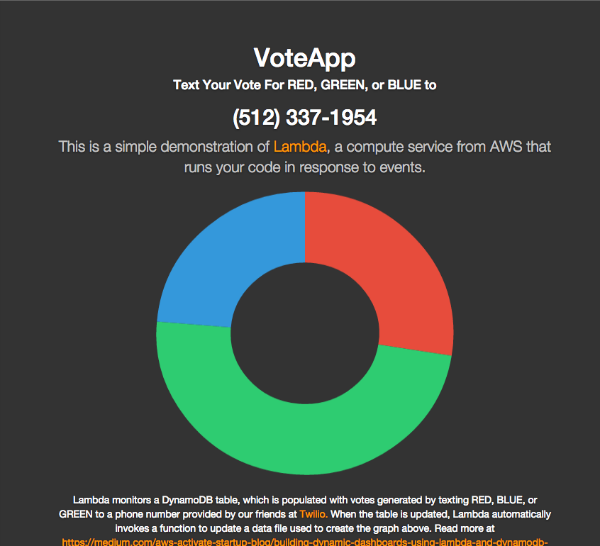 VoteApp
Text Your Vote For RED, GREEN, or BLUE to
(512) 337-1954
This is a simple demonstration of Lambda, a compute service from AWS that
runs your code in response to events.
Lambda monitors a DynamoDB table, which is populated with votes generated by texting RED, BLUE, or
GREEN to a phone number provided by our friends at Twilio. When the table is updated, Lambda automatically
invokes a function to update a data file used to create the graph above. Read more at
https://medium.com/aws-activate-startup-blog/building-dynamic-dashboards-using-lambda-and-dynamodb-